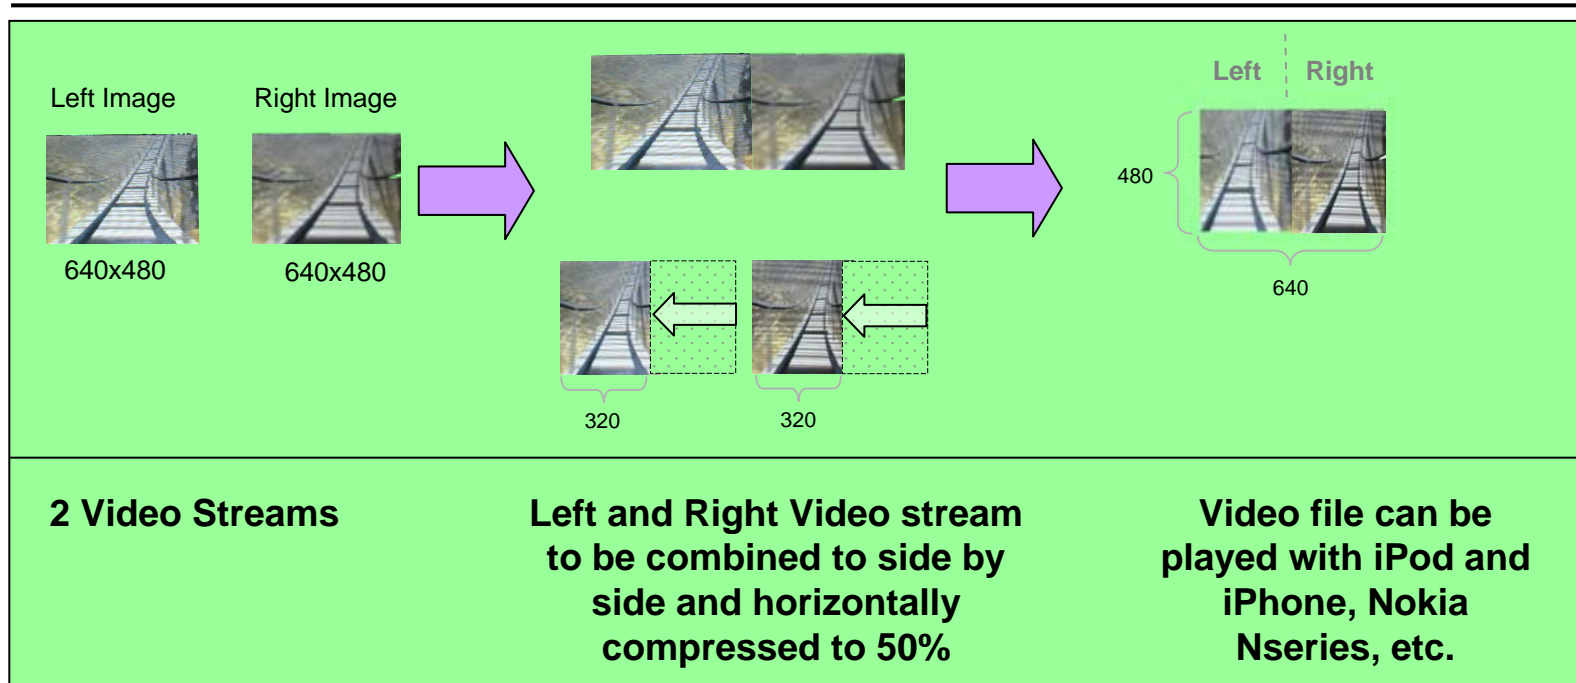 Left Image
Right Image
640x480
640x480
320
320
Left
Right
480
640
2 Video Streams
Left and Right Video stream
to be combined to side by
side and horizontally
compressed to 50%
Video file can be
played with iPod and
iPhone, Nokia
Nseries, etc.